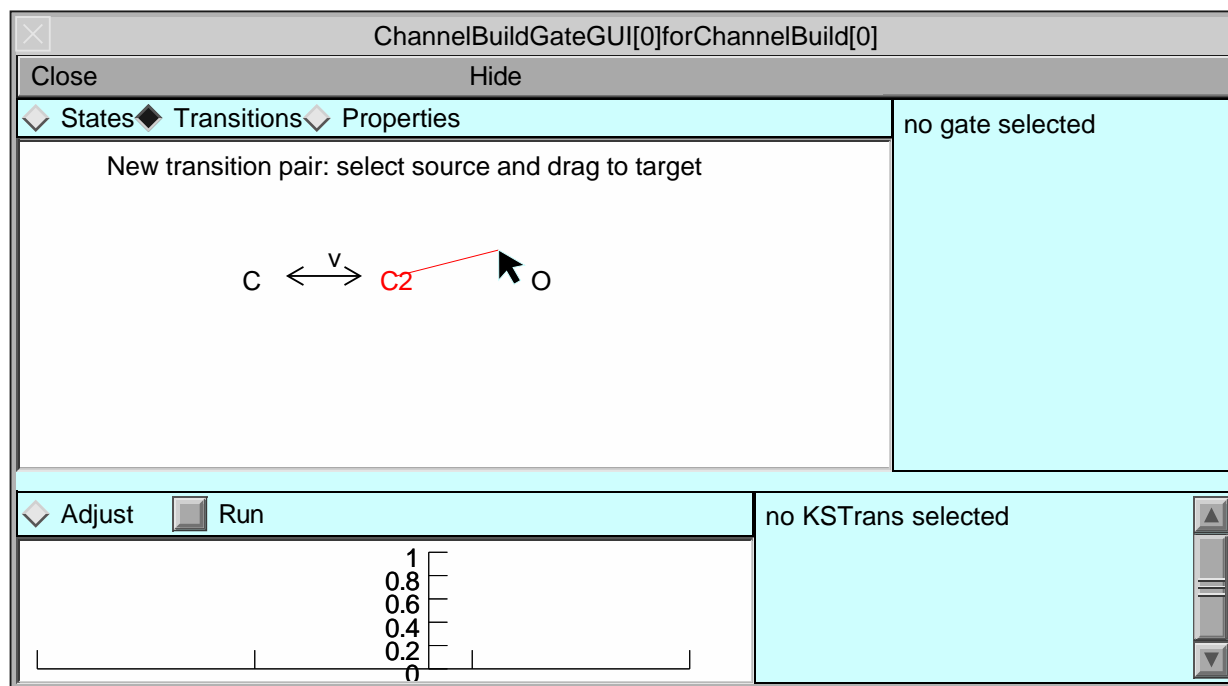 ChannelBuildGateGUI[0]forChannelBuild[0]
Close Hide
States Transitions Properties
no gate selected
New transition pair: select source and drag to target
v
C C2 O
Adjust Run
no KSTrans selected
1
0.8
0.6
0.4
0.2
0